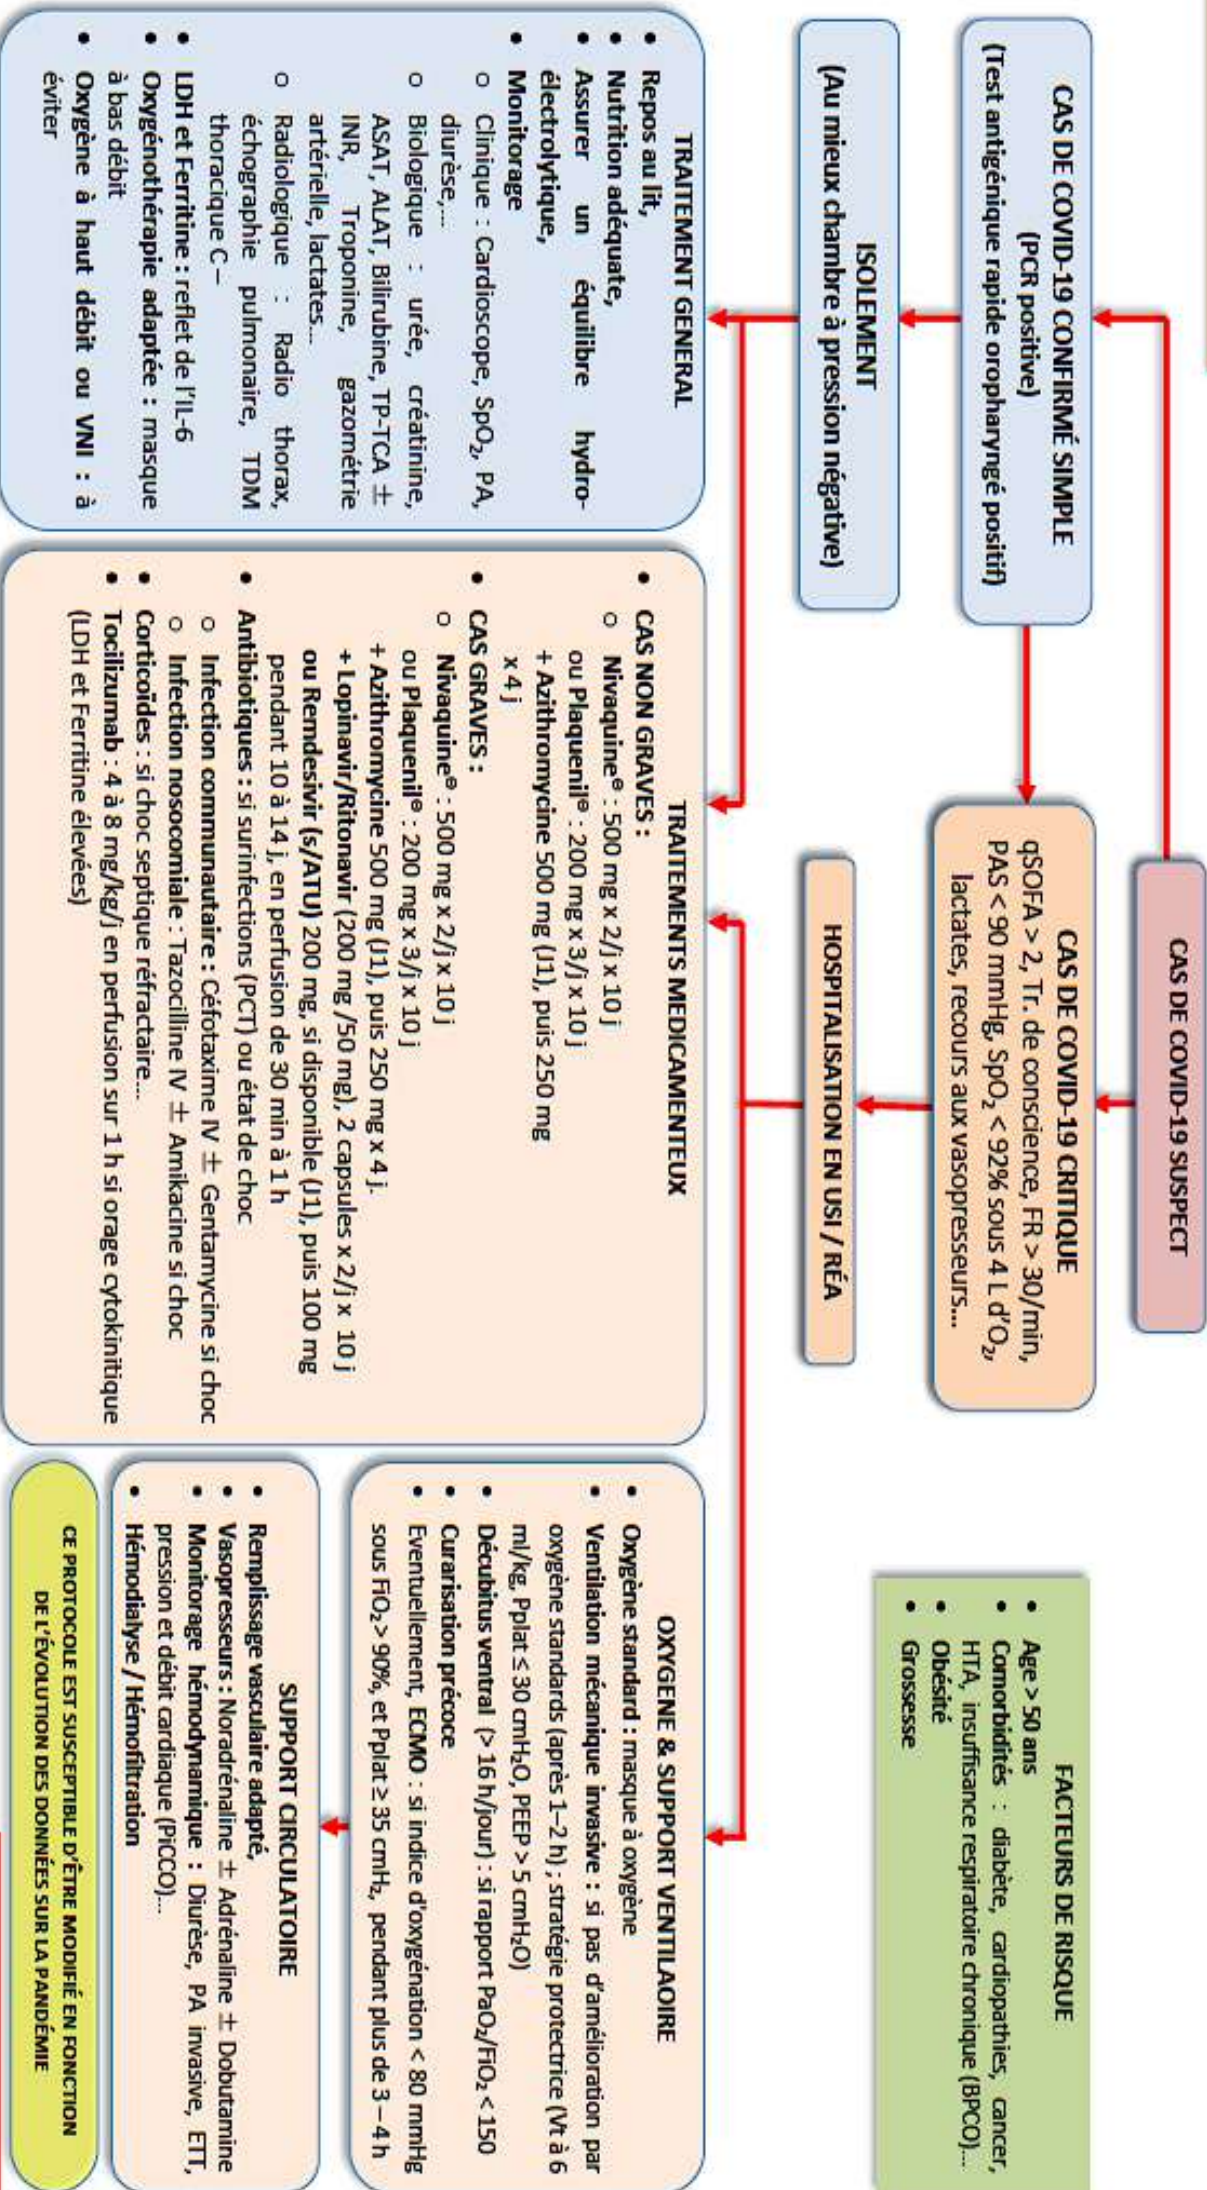 CAS DE COVID-19 SUSPECT
CAS DE COVID-19 CONFIRMÉ SIMPLE
(PCR positive)
(Test antigénique rapide oropharyngé positif)
CAS DE COVID-19 CRITIQUE
qSOFA > 2, Tr. de conscience, FR > 30/min,
PAS < 90 mmHg, SpO₂ < 92% sous 4 L d'O₂,
lactates, recours aux vasopresseurs...
FACTEURS DE RISQUE
• Age > 50 ans
• Comorbidités : diabète, cardiopathies, cancer,
HTA, insuffisance respiratoire chronique (BPCO)...
• Obésité
• Grossesse
ISOLEMENT
(Au mieux chambre à pression négative)
HOSPITALISATION EN USI / RÉA
TRAITEMENT GENERAL
• Repos au lit,
• Nutrition adéquate,
• Assurer un équilibre hydro-
électrolytique,
• Monitorage
o Clinique : Cardioscope, SpO₂, PA,
diurèse,...
o Biologique : urée, créatinine,
ASAT, ALAT, Bilirubine, TP-TCA ±
INR, Troponine, gazométrie
artérielle, lactates...
o Radiologique : Radio thorax,
échographie pulmonaire, TDM
thoracique C–
• LDH et Ferritine : reflet de l'IL-6
• Oxygénothérapie adaptée : masque
à bas débit
• Oxygène à haut débit ou VNI : à
éviter
TRAITEMENTS MEDICAMENTEUX
• CAS NON GRAVES :
o Nivaquine® : 500 mg x 2/j x 10 j
ou Plaquenil® : 200 mg x 3/j x 10 j
+ Azithromycine 500 mg (J1), puis 250 mg
x 4 j
• CAS GRAVES :
o Nivaquine® : 500 mg x 2/j x 10 j
ou Plaquenil® : 200 mg x 3/j x 10 j
+ Azithromycine 500 mg (J1), puis 250 mg x 4 j.
+ Lopinavir/Ritonavir (200 mg /50 mg), 2 capsules x 2/j x 10 j
ou Remdesivir (s/ATU) 200 mg, si disponible (J1), puis 100 mg
pendant 10 à 14 j, en perfusion de 30 min à 1 h
• Antibiotiques : si surinfections (PCT) ou état de choc
o Infection communautaire : Céfotaxime IV ± Gentamycine si choc
o Infection nosocomiale : Tazocilline IV ± Amikacine si choc
• Corticoïdes : si choc septique réfractaire...
• Tocilizumab : 4 à 8 mg/kg/j en perfusion sur 1 h si orage cytokinitique
(LDH et Ferritine élevées)
OXYGENE & SUPPORT VENTILAOIRE
• Oxygène standard : masque à oxygène
• Ventilation mécanique invasive : si pas d'amélioration par
oxygène standards (après 1–2 h) ; stratégie protectrice (Vt à 6
ml/kg, Pplat ≤ 30 cmH₂O, PEEP > 5 cmH₂O)
• Décubitus ventral (> 16 h/jour) : si rapport PaO₂/FiO₂ < 150
• Curarisation précoce
• Eventuellement, ECMO : si indice d'oxygénation < 80 mmHg
sous FiO₂ > 90%, et Pplat ≥ 35 cmH₂, pendant plus de 3 – 4 h
SUPPORT CIRCULATOIRE
• Remplissage vasculaire adapté,
• Vasopresseurs : Noradrénaline ± Adrénaline ± Dobutamine
• Monitorage hémodynamique : Diurèse, PA invasive, ETT,
pression et débit cardiaque (PiCCO)...
• Hémodialyse / Hémofiltration
CE PROTOCOLE EST SUSCEPTIBLE D'ÊTRE MODIFIÉ EN FONCTION
DE L'ÉVOLUTION DES DONNÉES SUR LA PANDÉMIE